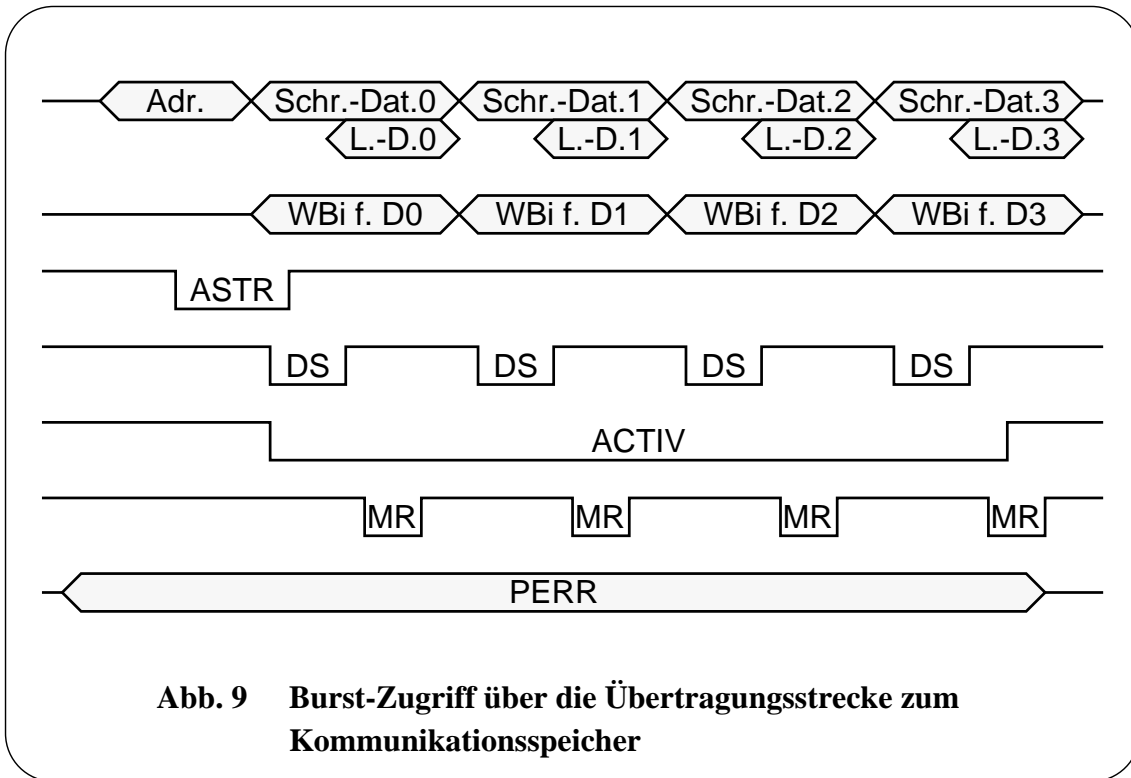 Adr. Schr.-Dat.0 Schr.-Dat.1 Schr.-Dat.2 Schr.-Dat.3
L.-D.0 L.-D.1 L.-D.2 L.-D.3
WBi f. D0 WBi f. D1 WBi f. D2 WBi f. D3
ASTR
DS DS DS DS
ACTIV
MR MR MR MR
PERR
Abb. 9 Burst-Zugriff über die Übertragungsstrecke zum
Kommunikationsspeicher